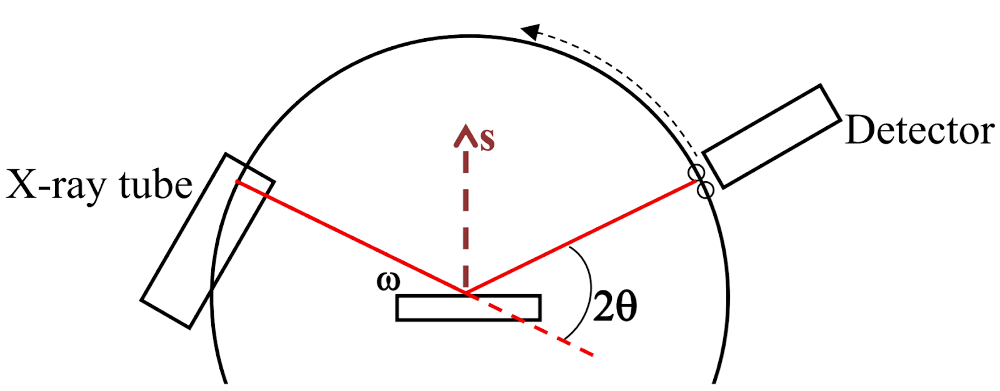 s
Detector
X-ray tube
ω
2θ